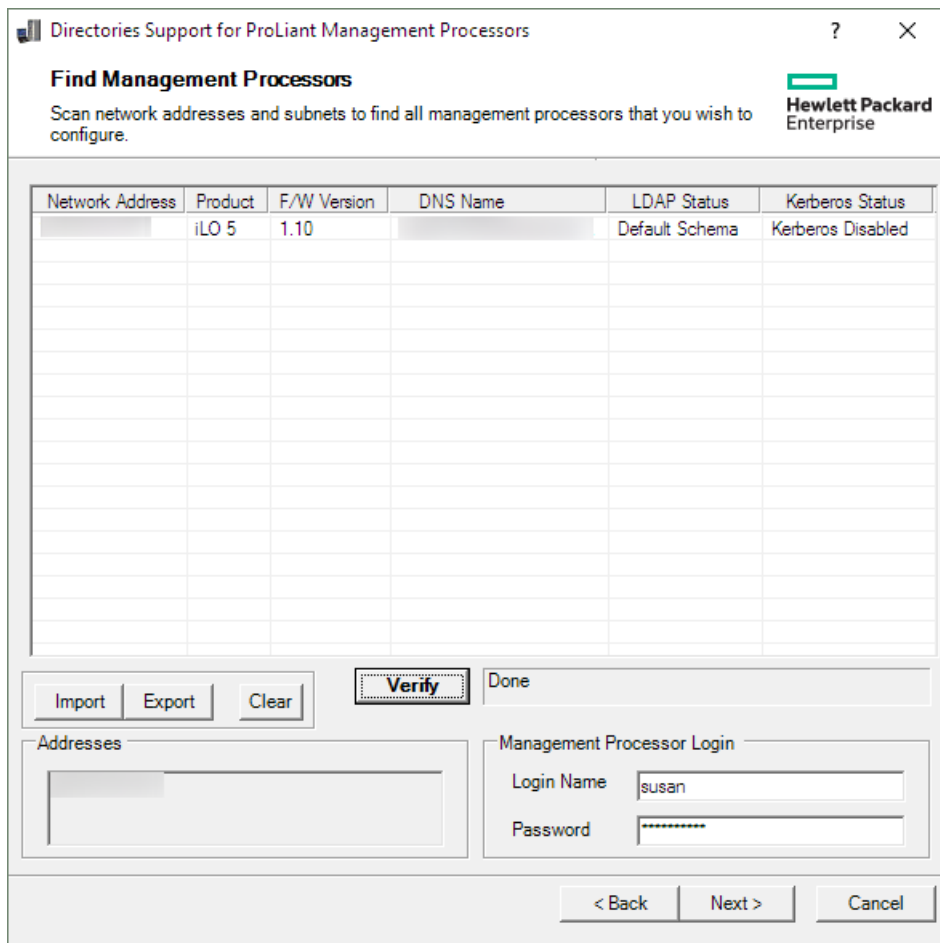 Directories Support for ProLiant Management Processors ? ×
Find Management Processors
Scan network addresses and subnets to find all management processors that you wish to
configure.
Hewlett Packard
Enterprise
Network Address Product F/W Version DNS Name LDAP Status Kerberos Status
iLO 5 1.10 Default Schema Kerberos Disabled
Import Export Clear Verify Done
Addresses
Management Processor Login
Login Name susan
Password **********
< Back Next > Cancel